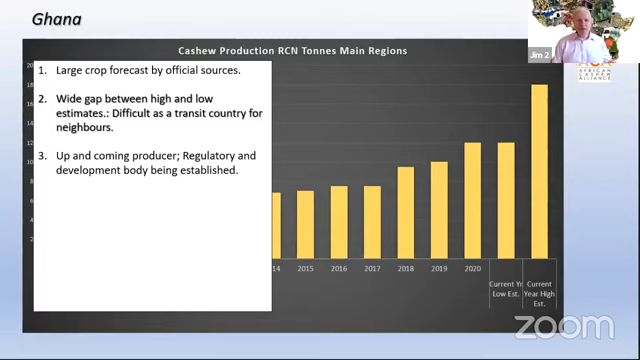 Ghana
Jim 2
AFRICAN
CASHEW
ALLIANCE
Cashew Production RCN Tonnes Main Regions
1. Large crop forecast by official sources.
2. Wide gap between high and low
estimates.: Difficult as a transit country for
neighbours.
3. Up and coming producer; Regulatory and
development body being established.
14 2015 2016 2017 2018 2019 2020
Current Yr
Low Est.
Current
Year High
Est.
zoom